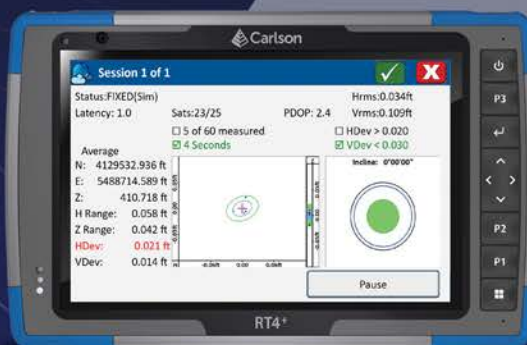 Carlson
Session 1 of 1
Status:FIXED(Sim) Hrms:0.034ft
Latency: 1.0 Sats:23/25 PDOP: 2.4 Vrms:0.109ft
5 of 60 measured HDev > 0.020
4 Seconds VDev < 0.030
Average
Incline: 0°00'00"
N: 4129532.936 ft
E: 5488714.589 ft
Z: 410.718 ft
H Range: 0.058 ft
Z Range: 0.042 ft
HDev: 0.021 ft
VDev: 0.014 ft
0.00
Pause
P3
P2
P1
RT4+